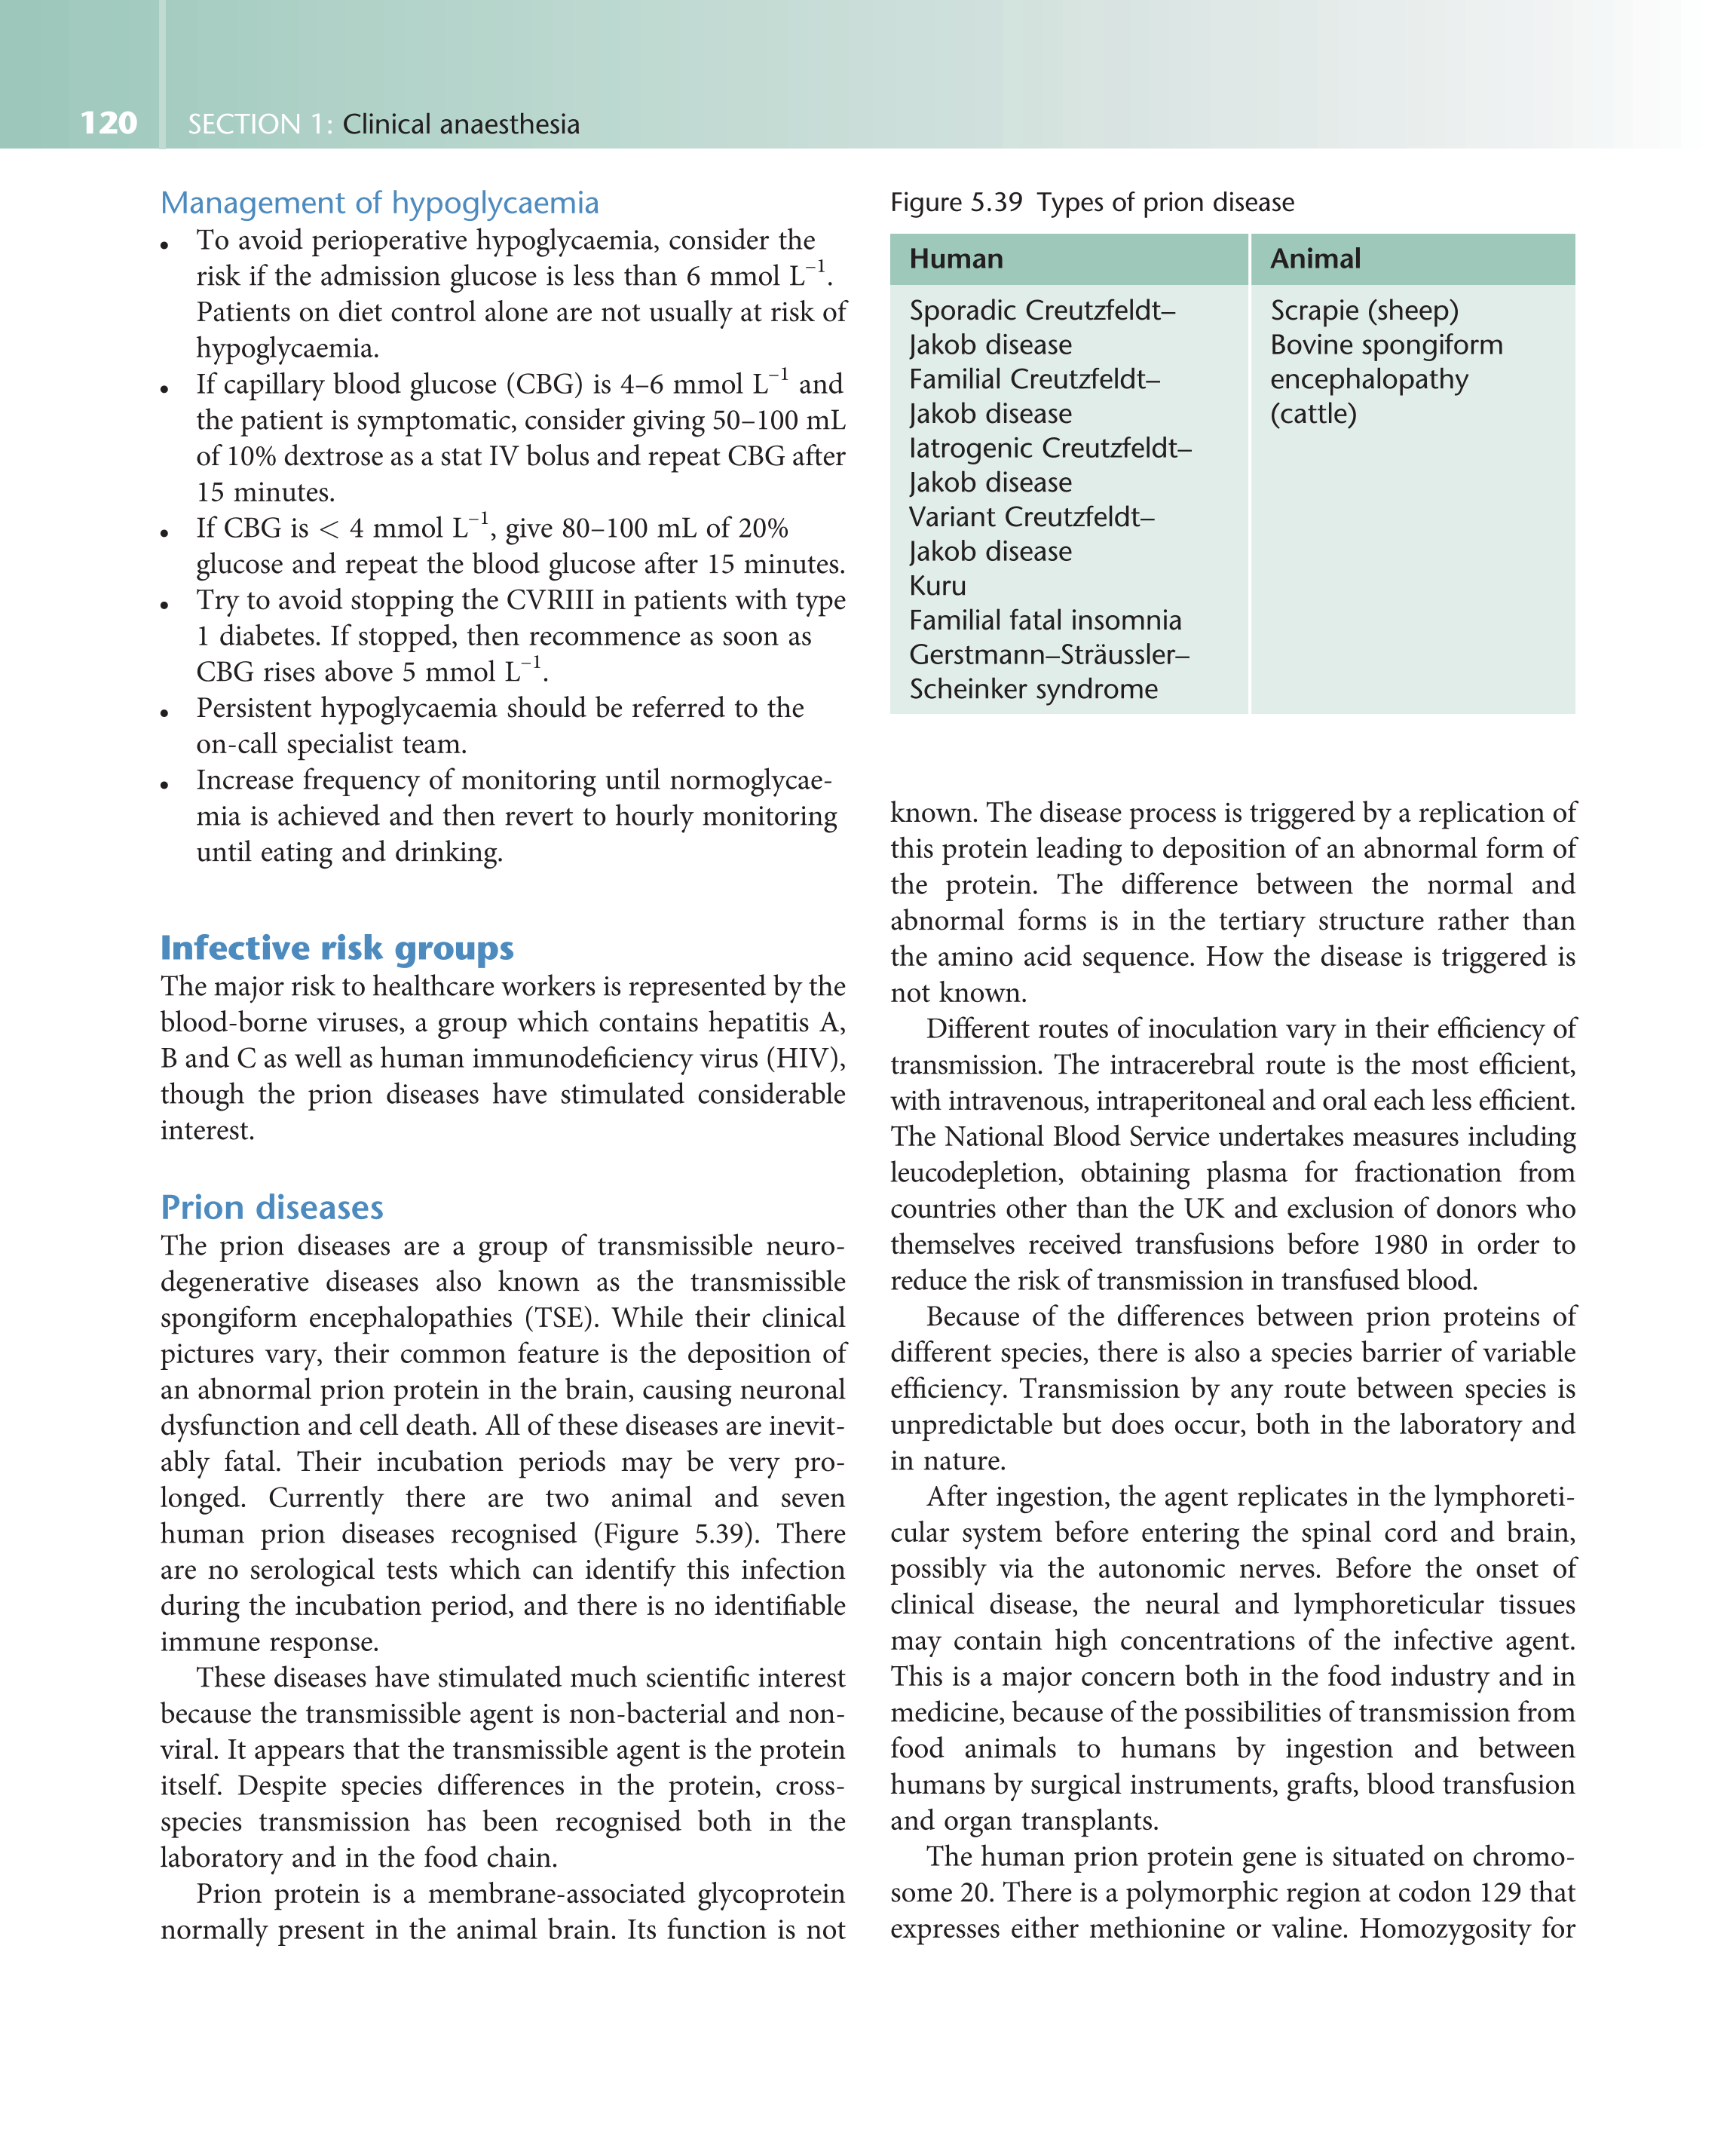 120 SECTION 1: Clinical anaesthesia
Management of hypoglycaemia
• To avoid perioperative hypoglycaemia, consider the
risk if the admission glucose is less than 6 mmol L⁻¹.
Patients on diet control alone are not usually at risk of
hypoglycaemia.
• If capillary blood glucose (CBG) is 4–6 mmol L⁻¹ and
the patient is symptomatic, consider giving 50–100 mL
of 10% dextrose as a stat IV bolus and repeat CBG after
15 minutes.
• If CBG is < 4 mmol L⁻¹, give 80–100 mL of 20%
glucose and repeat the blood glucose after 15 minutes.
• Try to avoid stopping the CVRIII in patients with type
1 diabetes. If stopped, then recommence as soon as
CBG rises above 5 mmol L⁻¹.
• Persistent hypoglycaemia should be referred to the
on-call specialist team.
• Increase frequency of monitoring until normoglycae-
mia is achieved and then revert to hourly monitoring
until eating and drinking.
Infective risk groups
The major risk to healthcare workers is represented by the
blood-borne viruses, a group which contains hepatitis A,
B and C as well as human immunodeficiency virus (HIV),
though the prion diseases have stimulated considerable
interest.
Prion diseases
The prion diseases are a group of transmissible neuro-
degenerative diseases also known as the transmissible
spongiform encephalopathies (TSE). While their clinical
pictures vary, their common feature is the deposition of
an abnormal prion protein in the brain, causing neuronal
dysfunction and cell death. All of these diseases are inevit-
ably fatal. Their incubation periods may be very pro-
longed. Currently there are two animal and seven
human prion diseases recognised (Figure 5.39). There
are no serological tests which can identify this infection
during the incubation period, and there is no identifiable
immune response.
These diseases have stimulated much scientific interest
because the transmissible agent is non-bacterial and non-
viral. It appears that the transmissible agent is the protein
itself. Despite species differences in the protein, cross-
species transmission has been recognised both in the
laboratory and in the food chain.
Prion protein is a membrane-associated glycoprotein
normally present in the animal brain. Its function is not
Figure 5.39 Types of prion disease
Human
Sporadic Creutzfeldt–
Jakob disease
Familial Creutzfeldt–
Jakob disease
Iatrogenic Creutzfeldt–
Jakob disease
Variant Creutzfeldt–
Jakob disease
Kuru
Familial fatal insomnia
Gerstmann–Sträussler–
Scheinker syndrome
Animal
Scrapie (sheep)
Bovine spongiform
encephalopathy
(cattle)
known. The disease process is triggered by a replication of
this protein leading to deposition of an abnormal form of
the protein. The difference between the normal and
abnormal forms is in the tertiary structure rather than
the amino acid sequence. How the disease is triggered is
not known.
Different routes of inoculation vary in their efficiency of
transmission. The intracerebral route is the most efficient,
with intravenous, intraperitoneal and oral each less efficient.
The National Blood Service undertakes measures including
leucodepletion, obtaining plasma for fractionation from
countries other than the UK and exclusion of donors who
themselves received transfusions before 1980 in order to
reduce the risk of transmission in transfused blood.
Because of the differences between prion proteins of
different species, there is also a species barrier of variable
efficiency. Transmission by any route between species is
unpredictable but does occur, both in the laboratory and
in nature.
After ingestion, the agent replicates in the lymphoreti-
cular system before entering the spinal cord and brain,
possibly via the autonomic nerves. Before the onset of
clinical disease, the neural and lymphoreticular tissues
may contain high concentrations of the infective agent.
This is a major concern both in the food industry and in
medicine, because of the possibilities of transmission from
food animals to humans by ingestion and between
humans by surgical instruments, grafts, blood transfusion
and organ transplants.
The human prion protein gene is situated on chromo-
some 20. There is a polymorphic region at codon 129 that
expresses either methionine or valine. Homozygosity for